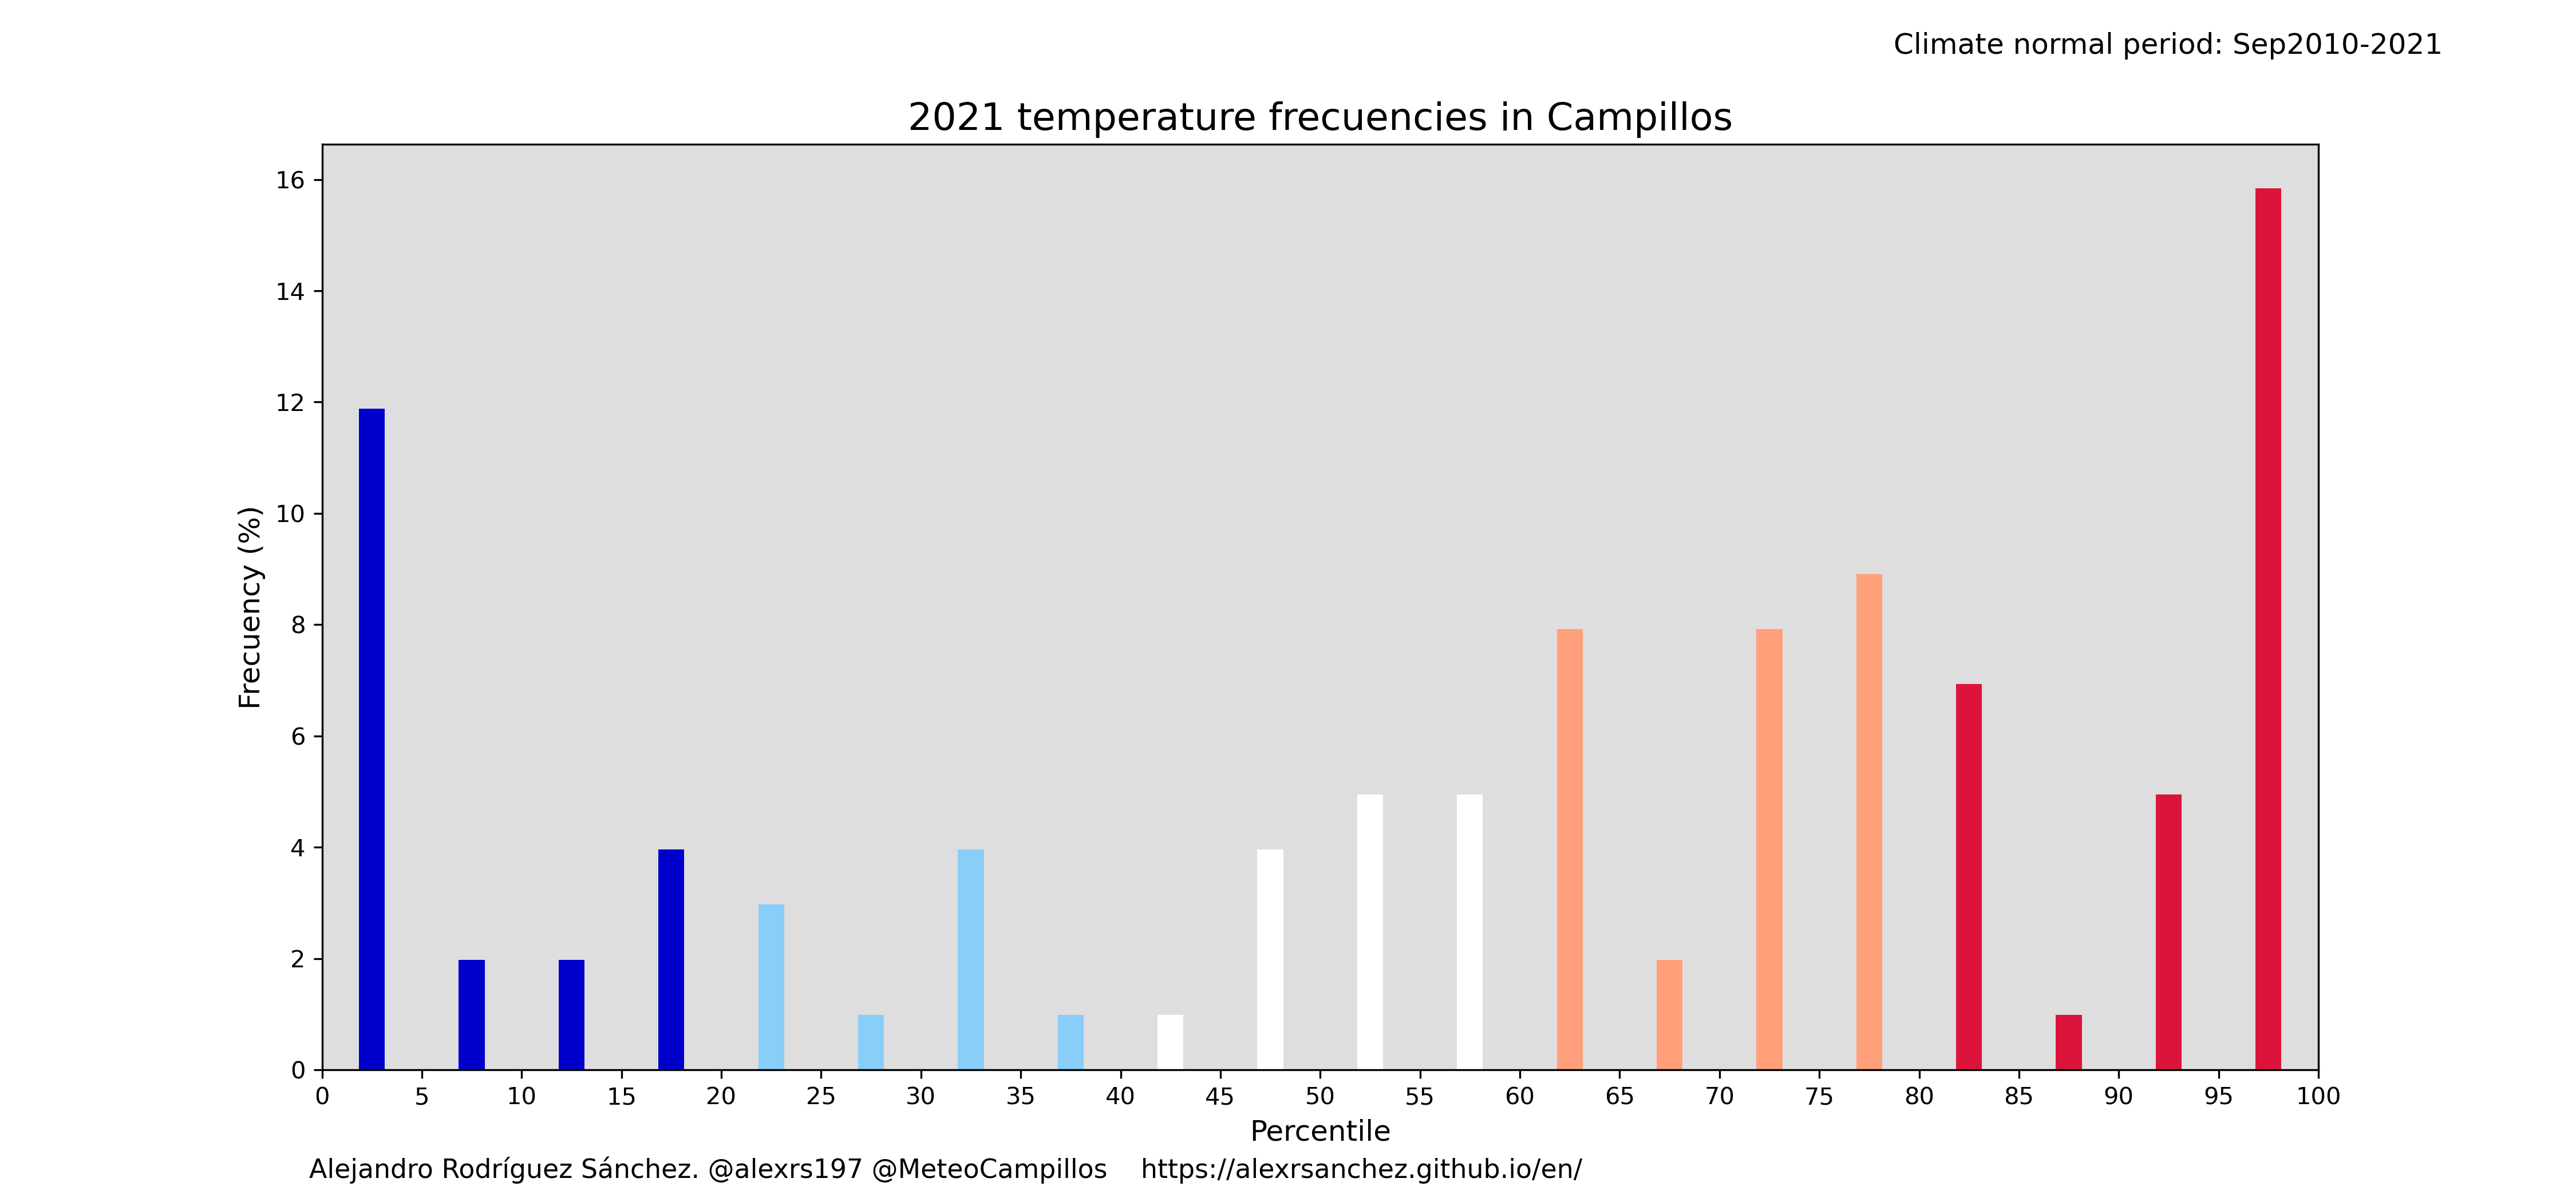 Climate normal period: Sep2010-2021
2021 temperature frecuencies in Campillos
16
14
12
10
8
6
4
2
0
Frecuency (%)
0 5 10 15 20 25 30 35 40 45 50 55 60 65 70 75 80 85 90 95 100
Percentile
Alejandro Rodríguez Sánchez. @alexrs197 @MeteoCampillos https://alexrsanchez.github.io/en/